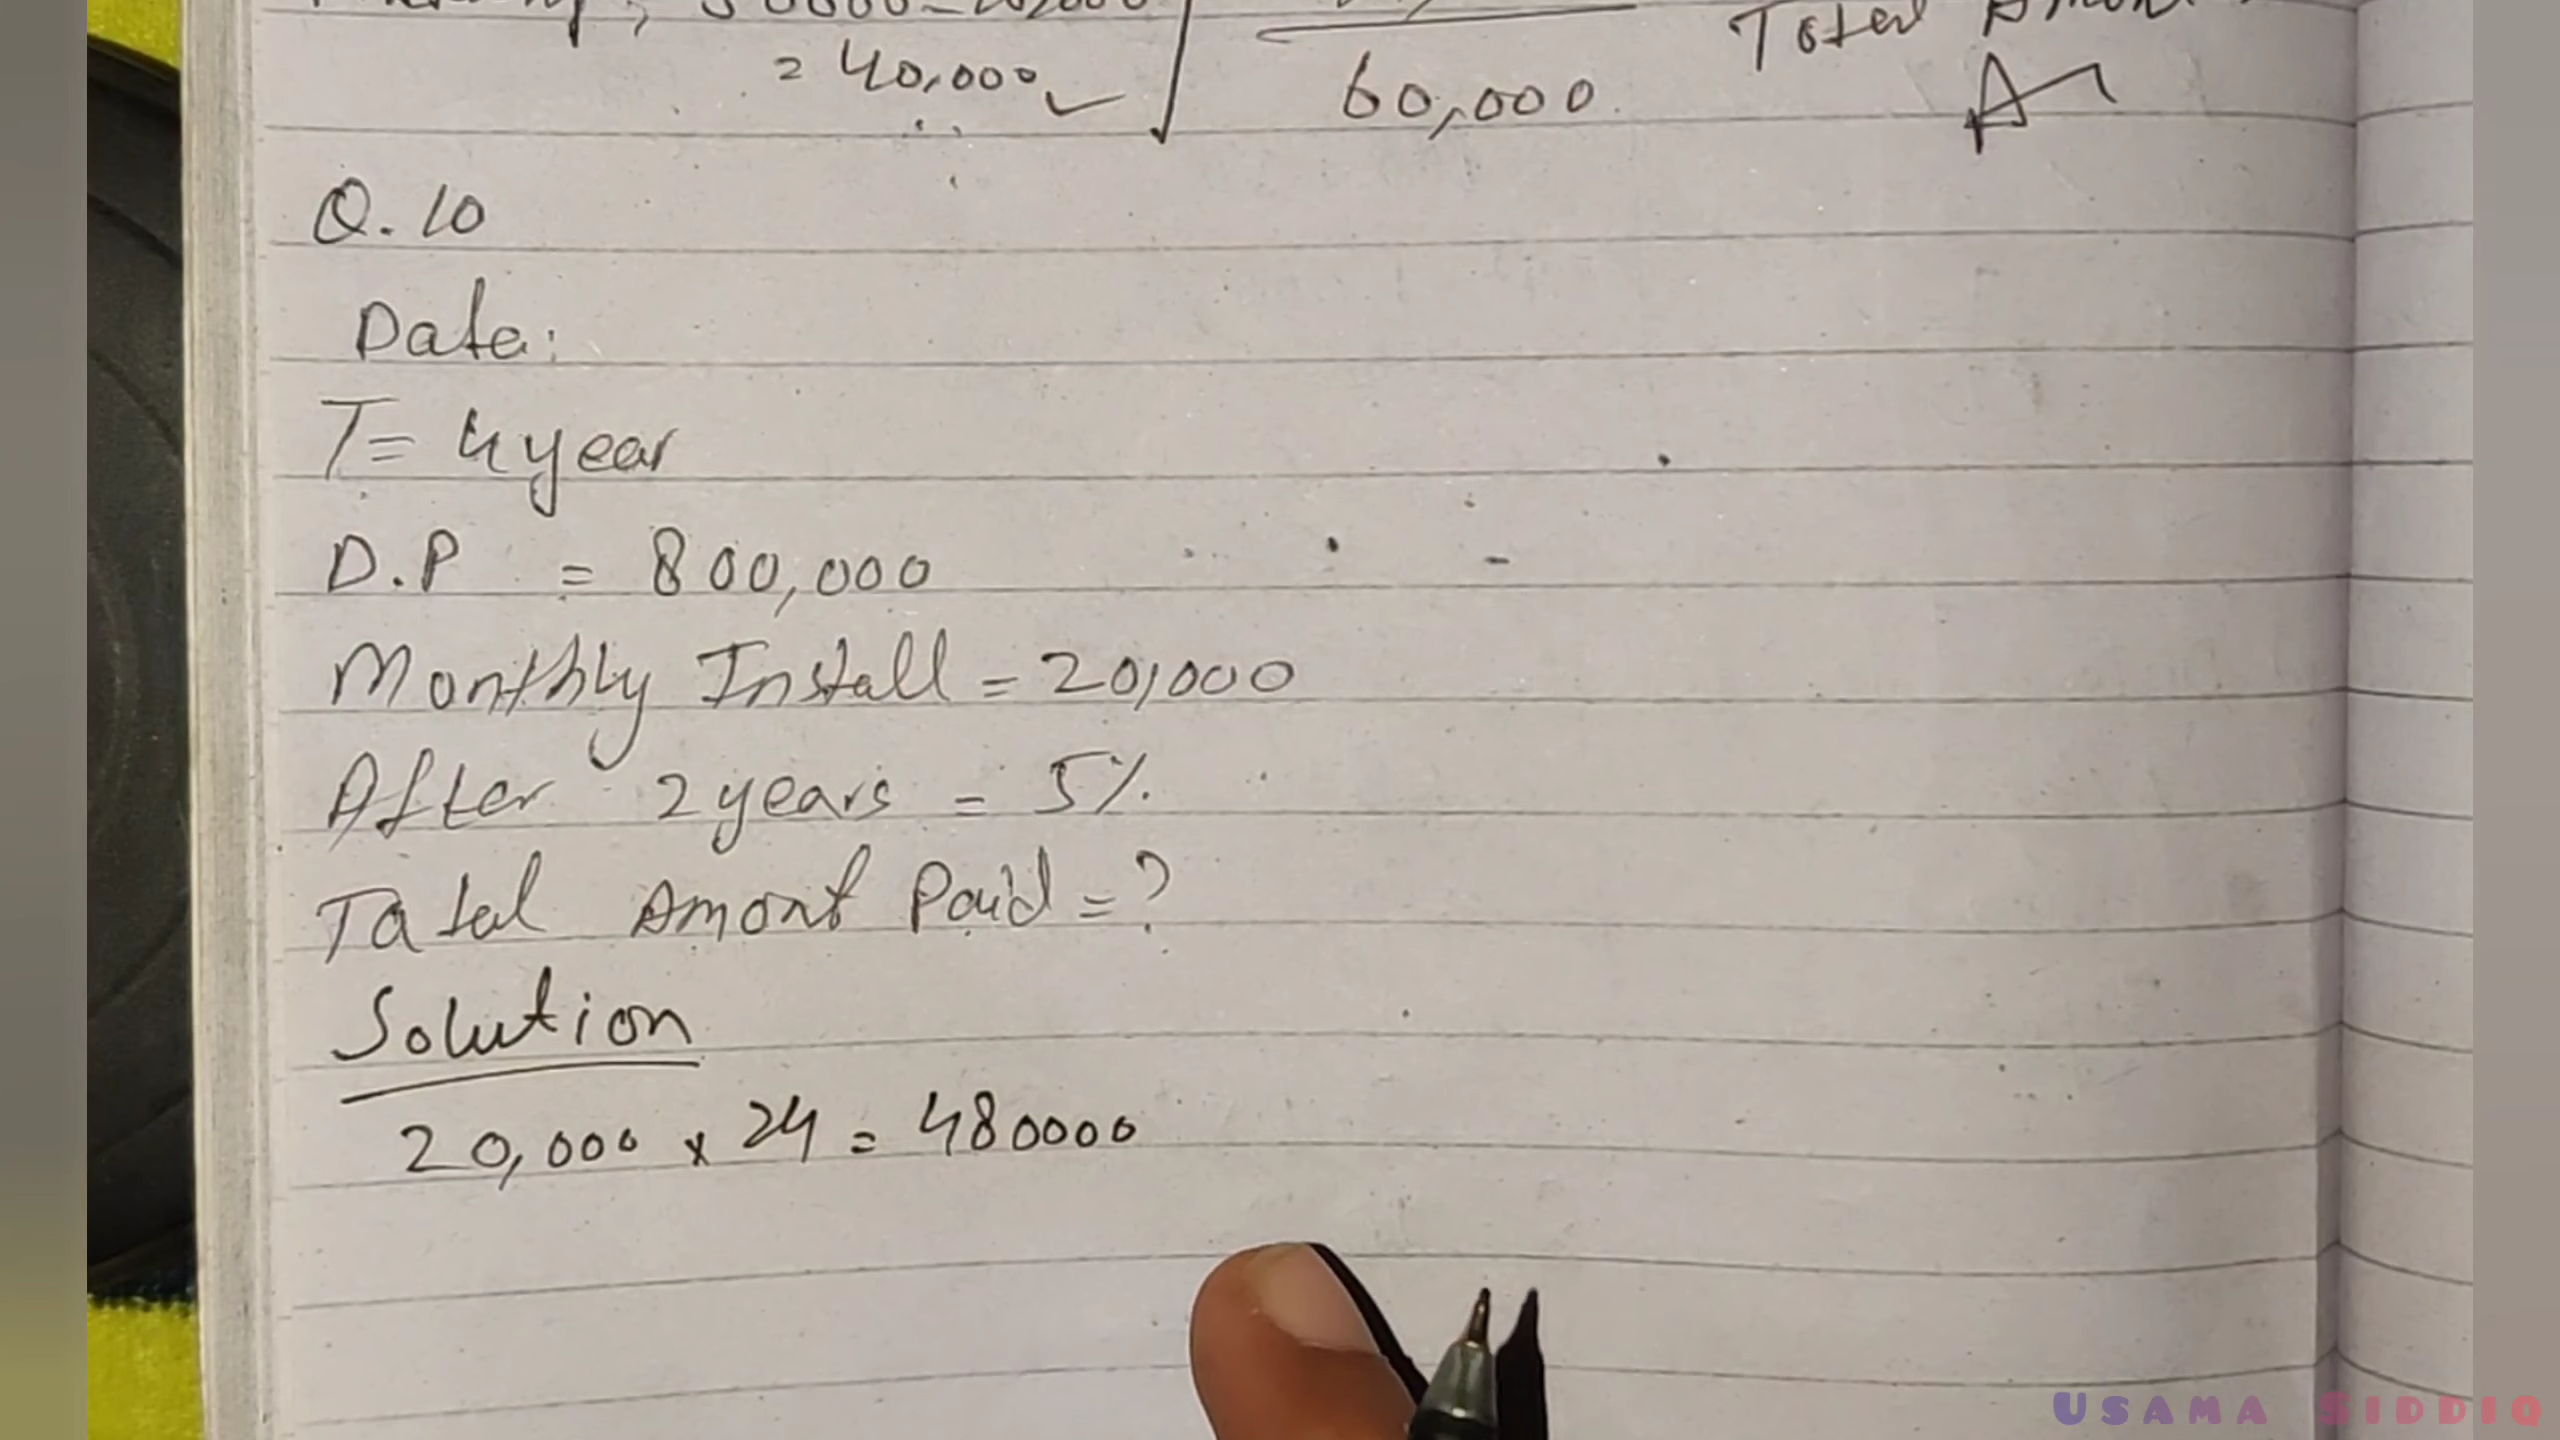 = 40,000
60,000
Total
Q. 10
Data:
T= 4 year
D.P = 800,000
Monthly Install = 20,000
After 2 years = 5%.
Tatal Amont Paid = ?
Solution
20,000 x 24 = 480000
USAMA SIDDIQ